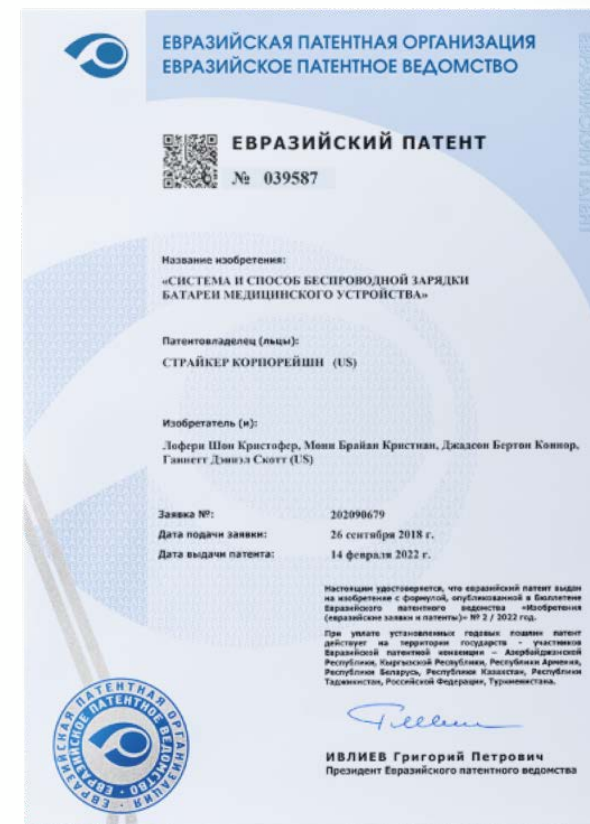 ЕВРАЗИЙСКАЯ ПАТЕНТНАЯ ОРГАНИЗАЦИЯ
ЕВРАЗИЙСКОЕ ПАТЕНТНОЕ ВЕДОМСТВО
ЕВРАЗИЙСКИЙ ПАТЕНТ
ЕВРАЗИЙСКИЙ ПАТЕНТ
№ 039587
Название изобретения:
«СИСТЕМА И СПОСОБ БЕСПРОВОДНОЙ ЗАРЯДКИ
БАТАРЕИ МЕДИЦИНСКОГО УСТРОЙСТВА»
Патентовладелец (льцы):
СТРАЙКЕР КОРПОРЕЙШН (US)
Изобретатель (и):
Лофери Шон Кристофер, Мони Брайан Кристиан, Джадсон Бертон Коннор,
Ганнетт Дэниэл Скотт (US)
Заявка №: 202090679
Дата подачи заявки: 26 сентября 2018 г.
Дата выдачи патента: 14 февраля 2022 г.
Настоящим удостоверяется, что евразийский патент выдан
на изобретение с формулой, опубликованной в Бюллетене
Евразийского патентного ведомства «Изобретения
(евразийские заявки и патенты)» № 2 / 2022 год.
При уплате установленных годовых пошлин патент
действует на территории государств - участников
Евразийской патентной конвенции – Азербайджанской
Республики, Кыргызской Республики, Республики Армения,
Республики Беларусь, Республики Казахстан, Республики
Таджикистан, Российской Федерации, Туркменистана.
ИВЛИЕВ Григорий Петрович
Президент Евразийского патентного ведомства
ЕВРАЗИЙСКАЯ ПАТЕНТНАЯ ОРГАНИЗАЦИЯ
ЕВРАЗИЙСКОЕ ПАТЕНТНОЕ ВЕДОМСТВО